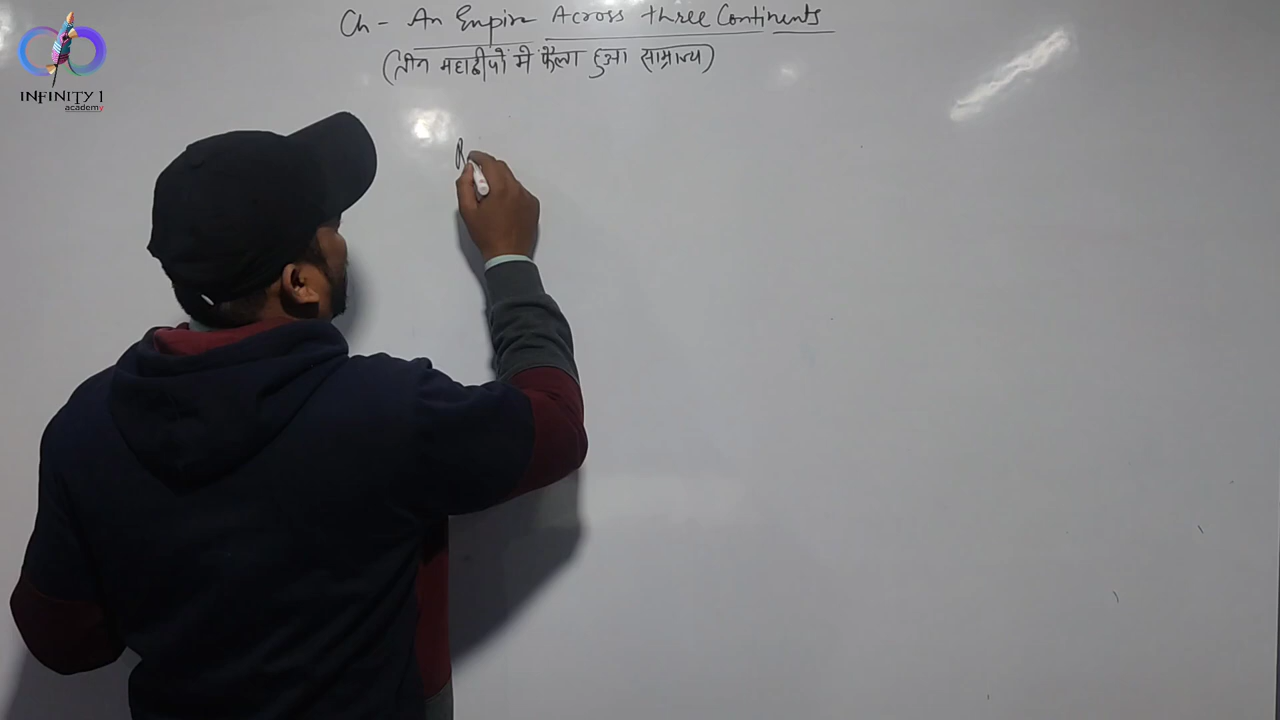 Ch - An Empire Across three Continents
(तीन महाद्वीपों में फैला हुआ साम्राज्य)
INFINITY 1
academy
R